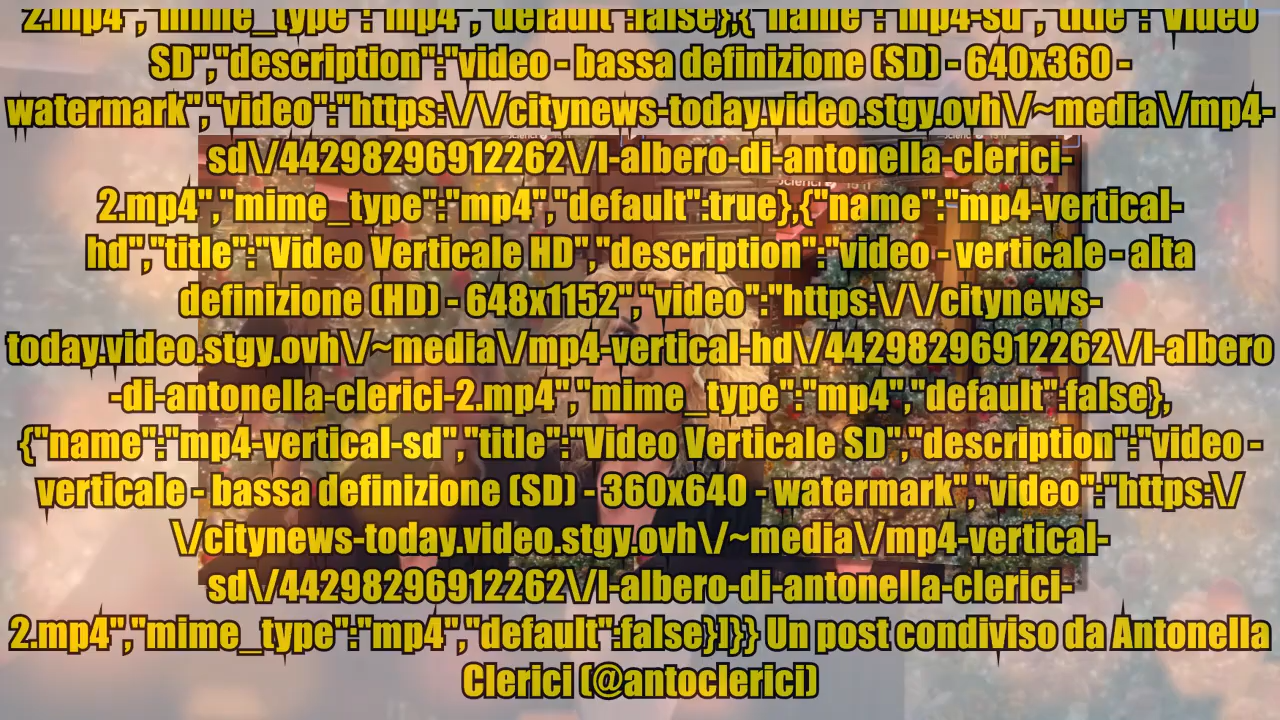 2.mp4","mime_type":"mp4","default":false},{"name":"mp4-sd","title":"Video
SD","description":"video - bassa definizione (SD) - 640x360 -
watermark","video":"https:\/\/citynews-today.video.stgy.ovh\/~media\/mp4-
sd\/44298296912262\/l-albero-di-antonella-clerici-
2.mp4","mime_type":"mp4","default":true},{"name":"mp4-vertical-
hd","title":"Video Verticale HD","description":"video - verticale - alta
definizione (HD) - 648x1152","video":"https:\/\/citynews-
today.video.stgy.ovh\/~media\/mp4-vertical-hd\/44298296912262\/l-albero
-di-antonella-clerici-2.mp4","mime_type":"mp4","default":false},
{"name":"mp4-vertical-sd","title":"Video Verticale SD","description":"video -
verticale - bassa definizione (SD) - 360x640 - watermark","video":"https:\/
\/citynews-today.video.stgy.ovh\/~media\/mp4-vertical-
sd\/44298296912262\/l-albero-di-antonella-clerici-
2.mp4","mime_type":"mp4","default":false}]}} Un post condiviso da Antonella
Clerici (@antoclerici)